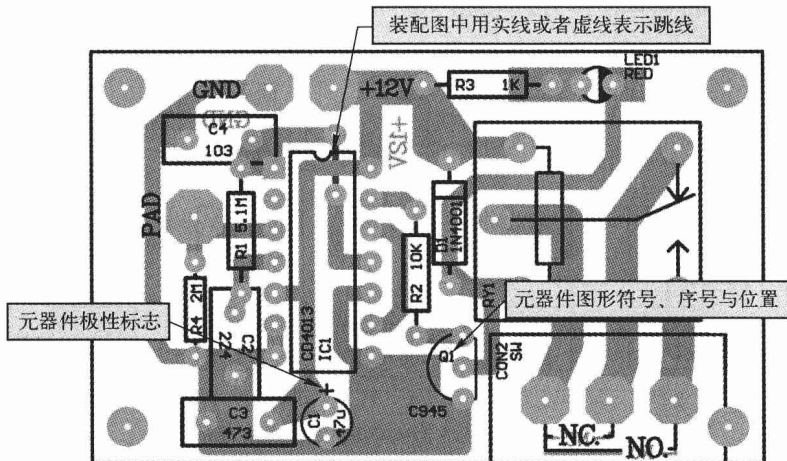 装配图中用实线或者虚线表示跳线
LED1
RED
GND
+12V
R3 1K
GND
C4
103
+12V
PAD
R1 5.1M
D1
1N4001
R2 10K
RY1
元器件图形符号、序号与位置
R4 2M
元器件极性标志
C2
224
CD4013
IC1
Q1
CON2
SW
+
C1
47u
C945
C3
473
NC.
NO.